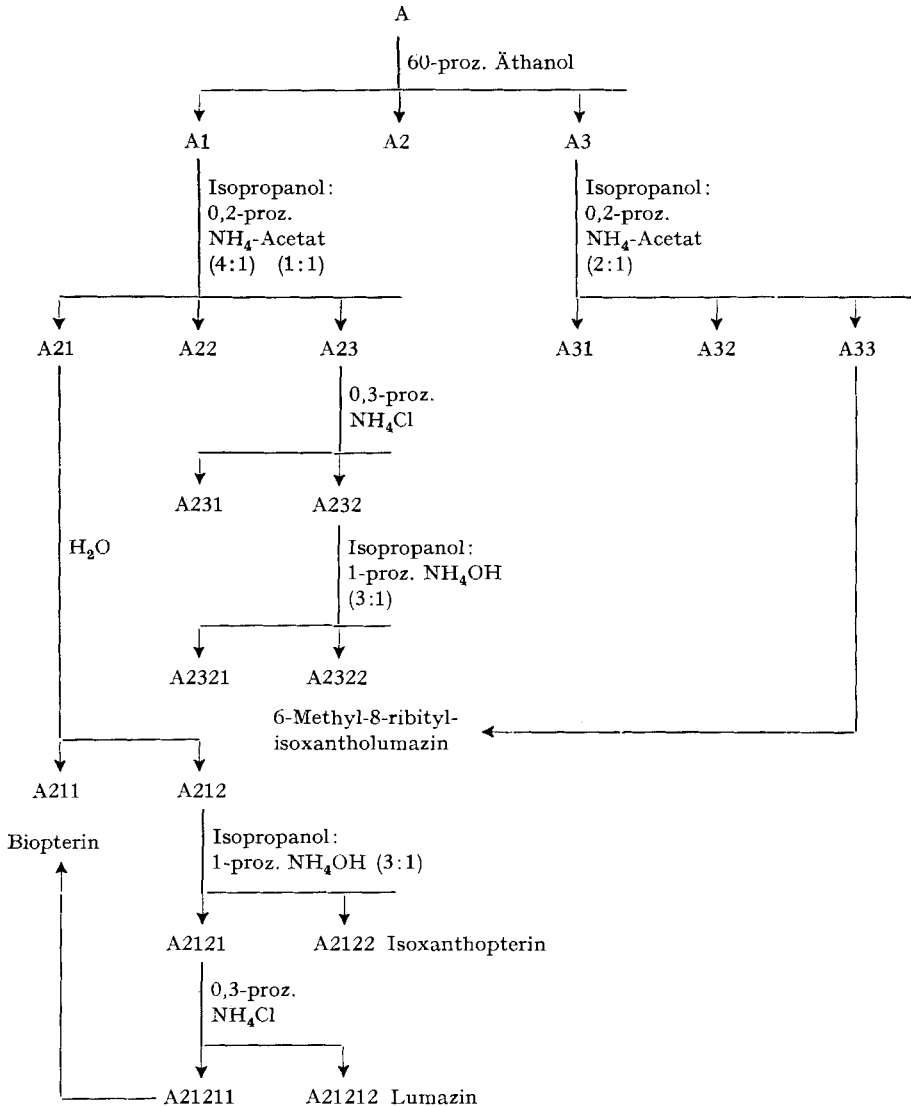 A
60-proz. Äthanol
A1 A2 A3
Isopropanol:
0,2-proz.
NH₄-Acetat
(4:1) (1:1)
Isopropanol:
0,2-proz.
NH₄-Acetat
(2:1)
A21 A22 A23 A31 A32 A33
0,3-proz.
NH₄Cl
A231 A232
H₂O
Isopropanol:
1-proz. NH₄OH
(3:1)
A2321 A2322
6-Methyl-8-ribityl-
isoxantholumazin
A211 A212
Biopterin
Isopropanol:
1-proz. NH₄OH (3:1)
A2121 A2122 Isoxanthopterin
0,3-proz.
NH₄Cl
A21211 A21212 Lumazin